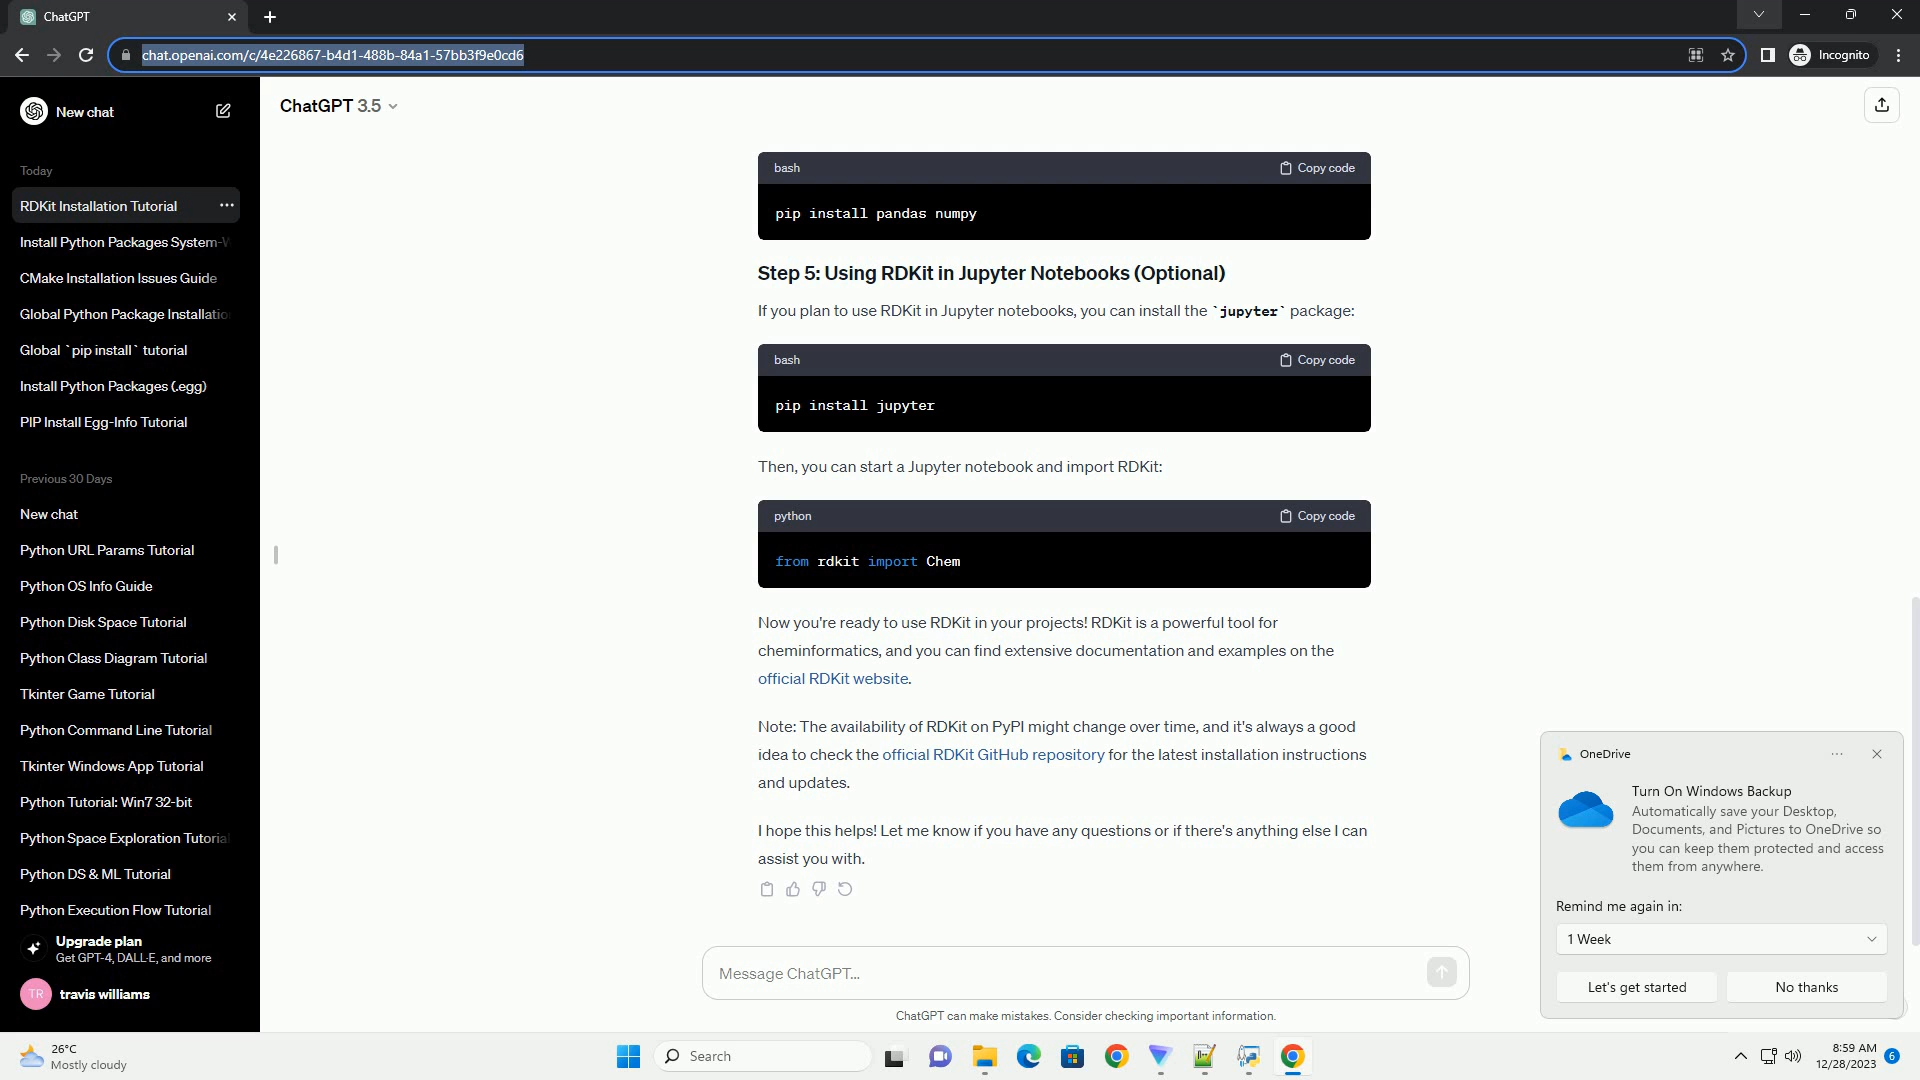 ChatGPT
chat.openai.com/c/4e226867-b4d1-488b-84a1-57bb3f9e0cd6
Incognito
New chat
Today
RDKit Installation Tutorial
Install Python Packages System-W
CMake Installation Issues Guide
Global Python Package Installatio
Global `pip install` tutorial
Install Python Packages (.egg)
PIP Install Egg-Info Tutorial
Previous 30 Days
New chat
Python URL Params Tutorial
Python OS Info Guide
Python Disk Space Tutorial
Python Class Diagram Tutorial
Tkinter Game Tutorial
Python Command Line Tutorial
Tkinter Windows App Tutorial
Python Tutorial: Win7 32-bit
Python Space Exploration Tutorial
Python DS & ML Tutorial
Python Execution Flow Tutorial
Upgrade plan
Get GPT-4, DALL·E, and more
TR
travis williams
ChatGPT 3.5
bash
Copy code
pip install pandas numpy
Step 5: Using RDKit in Jupyter Notebooks (Optional)
If you plan to use RDKit in Jupyter notebooks, you can install the `jupyter` package:
bash
Copy code
pip install jupyter
Then, you can start a Jupyter notebook and import RDKit:
python
Copy code
from rdkit import Chem
Now you're ready to use RDKit in your projects! RDKit is a powerful tool for
cheminformatics, and you can find extensive documentation and examples on the
official RDKit website.
Note: The availability of RDKit on PyPI might change over time, and it's always a good
idea to check the official RDKit GitHub repository for the latest installation instructions
and updates.
I hope this helps! Let me know if you have any questions or if there's anything else I can
assist you with.
Message ChatGPT...
ChatGPT can make mistakes. Consider checking important information.
OneDrive
Turn On Windows Backup
Automatically save your Desktop,
Documents, and Pictures to OneDrive so
you can keep them protected and access
them from anywhere.
Remind me again in:
1 Week
Let's get started
No thanks
26°C
Mostly cloudy
Search
8:59 AM
12/28/2023
6